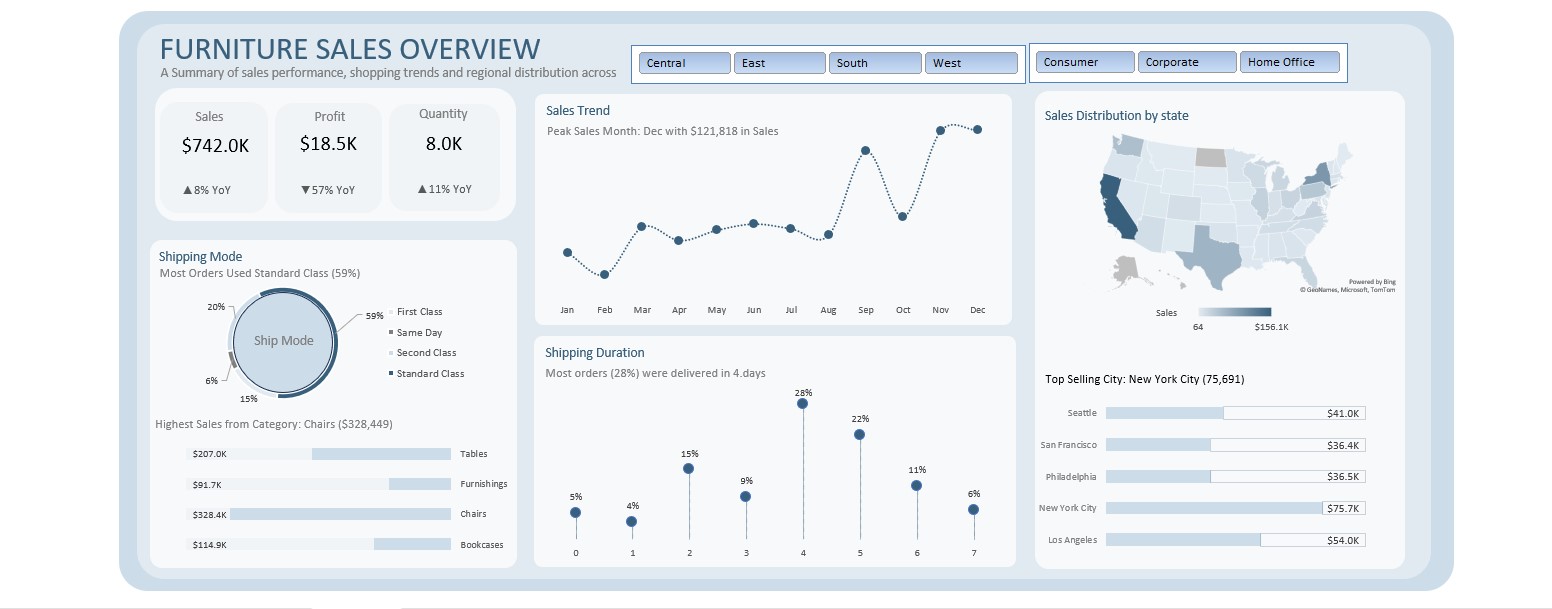 FURNITURE SALES OVERVIEW
A Summary of sales performance, shopping trends and regional distribution across
Central East South West
Consumer Corporate Home Office
Sales Profit Quantity
$742.0K $18.5K 8.0K
▲8% YoY ▼57% YoY ▲11% YoY
Shipping Mode
Most Orders Used Standard Class (59%)
20%
59%
6%
15%
Ship Mode
First Class
Same Day
Second Class
Standard Class
Highest Sales from Category: Chairs ($328,449)
$207.0K Tables
$91.7K Furnishings
$328.4K Chairs
$114.9K Bookcases
Sales Trend
Peak Sales Month: Dec with $121,818 in Sales
Jan Feb Mar Apr May Jun Jul Aug Sep Oct Nov Dec
Shipping Duration
Most orders (28%) were delivered in 4.days
5% 4% 15% 9% 28% 22% 11% 6%
0 1 2 3 4 5 6 7
Sales Distribution by state
Powered by Bing
© GeoNames, Microsoft, TomTom
Sales
64 $156.1K
Top Selling City: New York City (75,691)
Seattle $41.0K
San Francisco $36.4K
Philadelphia $36.5K
New York City $75.7K
Los Angeles $54.0K